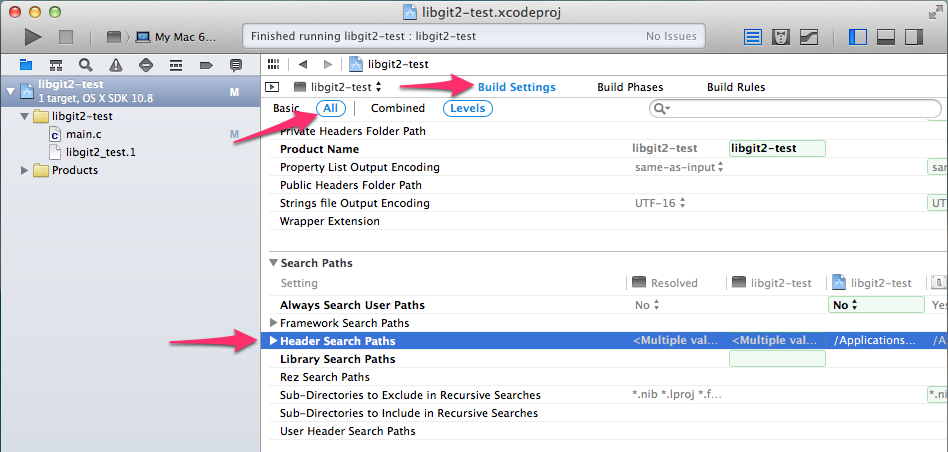 libgit2-test.xcodeproj
My Mac 6...
Finished running libgit2-test : libgit2-test
No Issues
libgit2-test
1 target, OS X SDK 10.8
M
libgit2-test
main.c
M
libgit2_test.1
Products
libgit2-test
libgit2-test
Build Settings
Build Phases
Build Rules
Basic
All
Combined
Levels
Private Headers Folder Path
Product Name libgit2-test libgit2-test
Property List Output Encoding same-as-input sar
Public Headers Folder Path
Strings file Output Encoding UTF-16 UT
Wrapper Extension
Search Paths
Setting Resolved libgit2-test libgit2-test
Always Search User Paths No No Yes
Framework Search Paths
Header Search Paths <Multiple val... <Multiple val... /Applications... /A
Library Search Paths
Rez Search Paths
Sub-Directories to Exclude in Recursive Searches *.nib *.lproj *.f... *.n
Sub-Directories to Include in Recursive Searches
User Header Search Paths